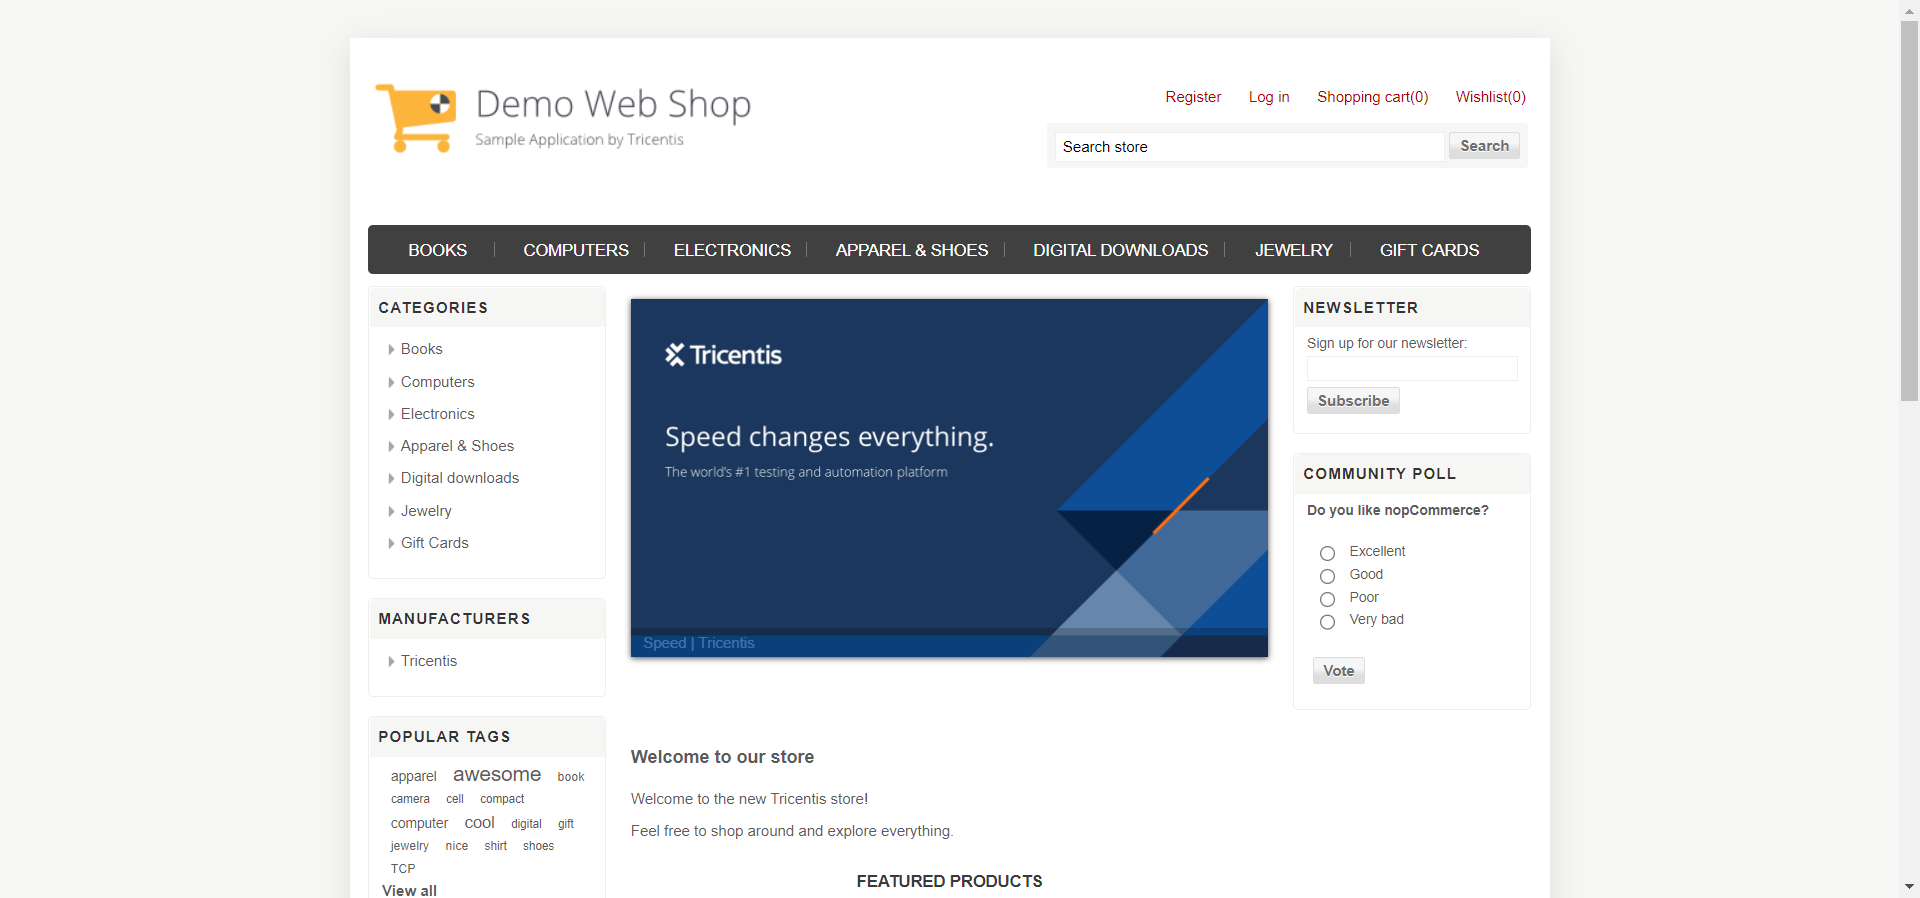 Demo Web Shop
Sample Application by Tricentis
Register Log in Shopping cart(0) Wishlist(0)
Search store Search
BOOKS COMPUTERS ELECTRONICS APPAREL & SHOES DIGITAL DOWNLOADS JEWELRY GIFT CARDS
CATEGORIES
Books
Computers
Electronics
Apparel & Shoes
Digital downloads
Jewelry
Gift Cards
MANUFACTURERS
Tricentis
POPULAR TAGS
apparel awesome book
camera cell compact
computer cool digital gift
jewelry nice shirt shoes
TCP
View all
Tricentis
Speed changes everything.
The world's #1 testing and automation platform
Speed | Tricentis
Welcome to our store
Welcome to the new Tricentis store!
Feel free to shop around and explore everything.
FEATURED PRODUCTS
NEWSLETTER
Sign up for our newsletter:
Subscribe
COMMUNITY POLL
Do you like nopCommerce?
Excellent
Good
Poor
Very bad
Vote